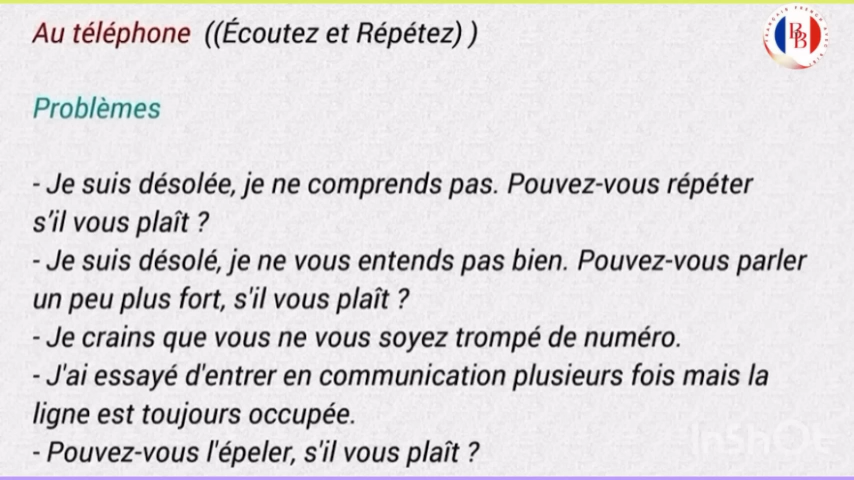 Au téléphone ((Écoutez et Répétez) )
Problèmes
- Je suis désolée, je ne comprends pas. Pouvez-vous répéter
s'il vous plaît ?
- Je suis désolé, je ne vous entends pas bien. Pouvez-vous parler
un peu plus fort, s'il vous plaît ?
- Je crains que vous ne vous soyez trompé de numéro.
- J'ai essayé d'entrer en communication plusieurs fois mais la
ligne est toujours occupée.
- Pouvez-vous l'épeler, s'il vous plaît ?
InShOt